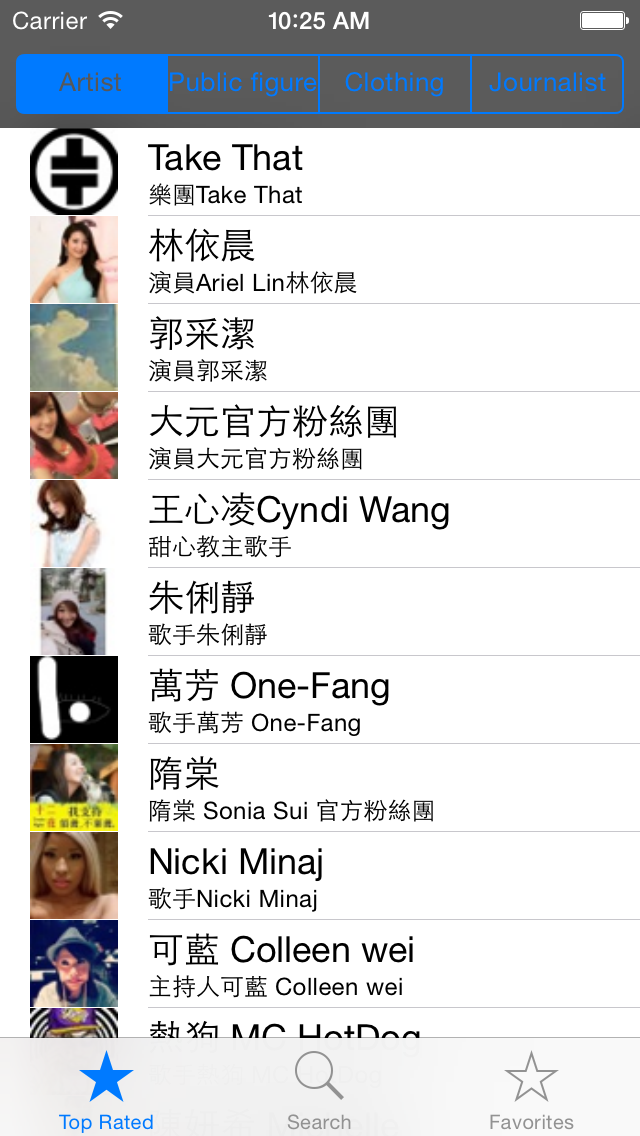 Carrier 10:25 AM
Artist Public figure Clothing Journalist
Take That
樂團Take That
林依晨
演員Ariel Lin林依晨
郭采潔
演員郭采潔
大元官方粉絲團
演員大元官方粉絲團
王心凌Cyndi Wang
甜心教主歌手
朱俐靜
歌手朱俐靜
萬芳 One-Fang
歌手萬芳 One-Fang
隋棠
隋棠 Sonia Sui 官方粉絲團
Nicki Minaj
歌手Nicki Minaj
可藍 Colleen wei
主持人可藍 Colleen wei
熱狗 MC HotDog
Top Rated Search Favorites